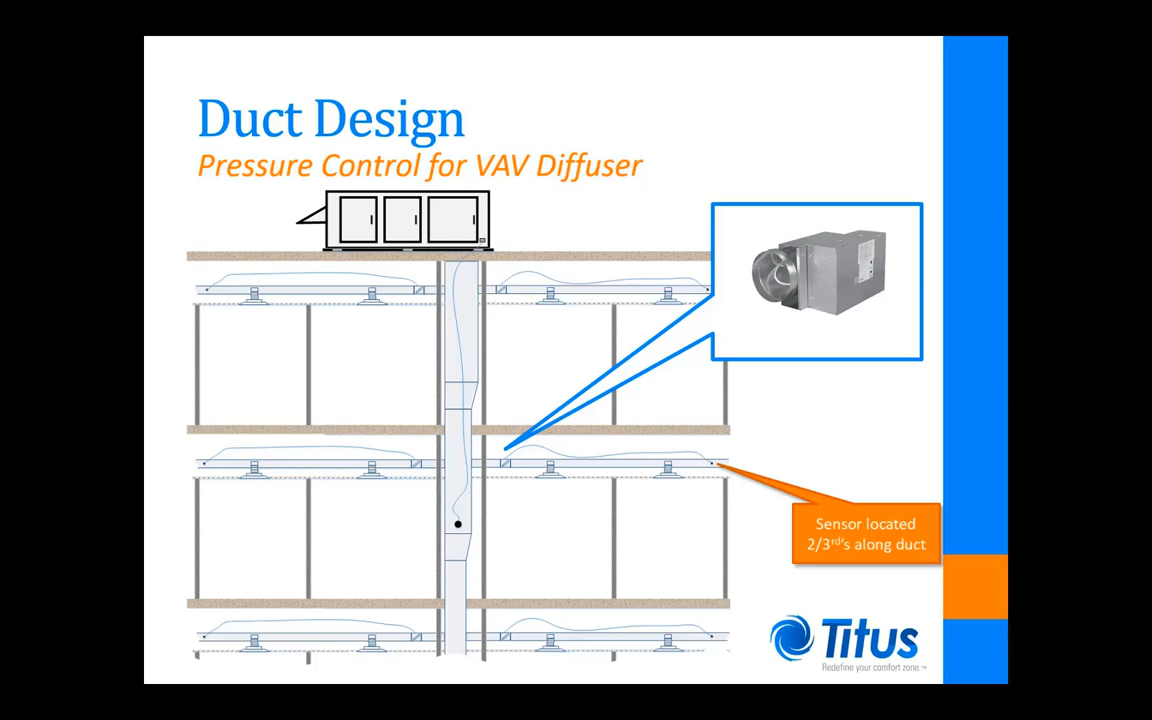 Duct Design
Pressure Control for VAV Diffuser
Sensor located
2/3rd's along duct
Titus
Redefine your comfort zone.™